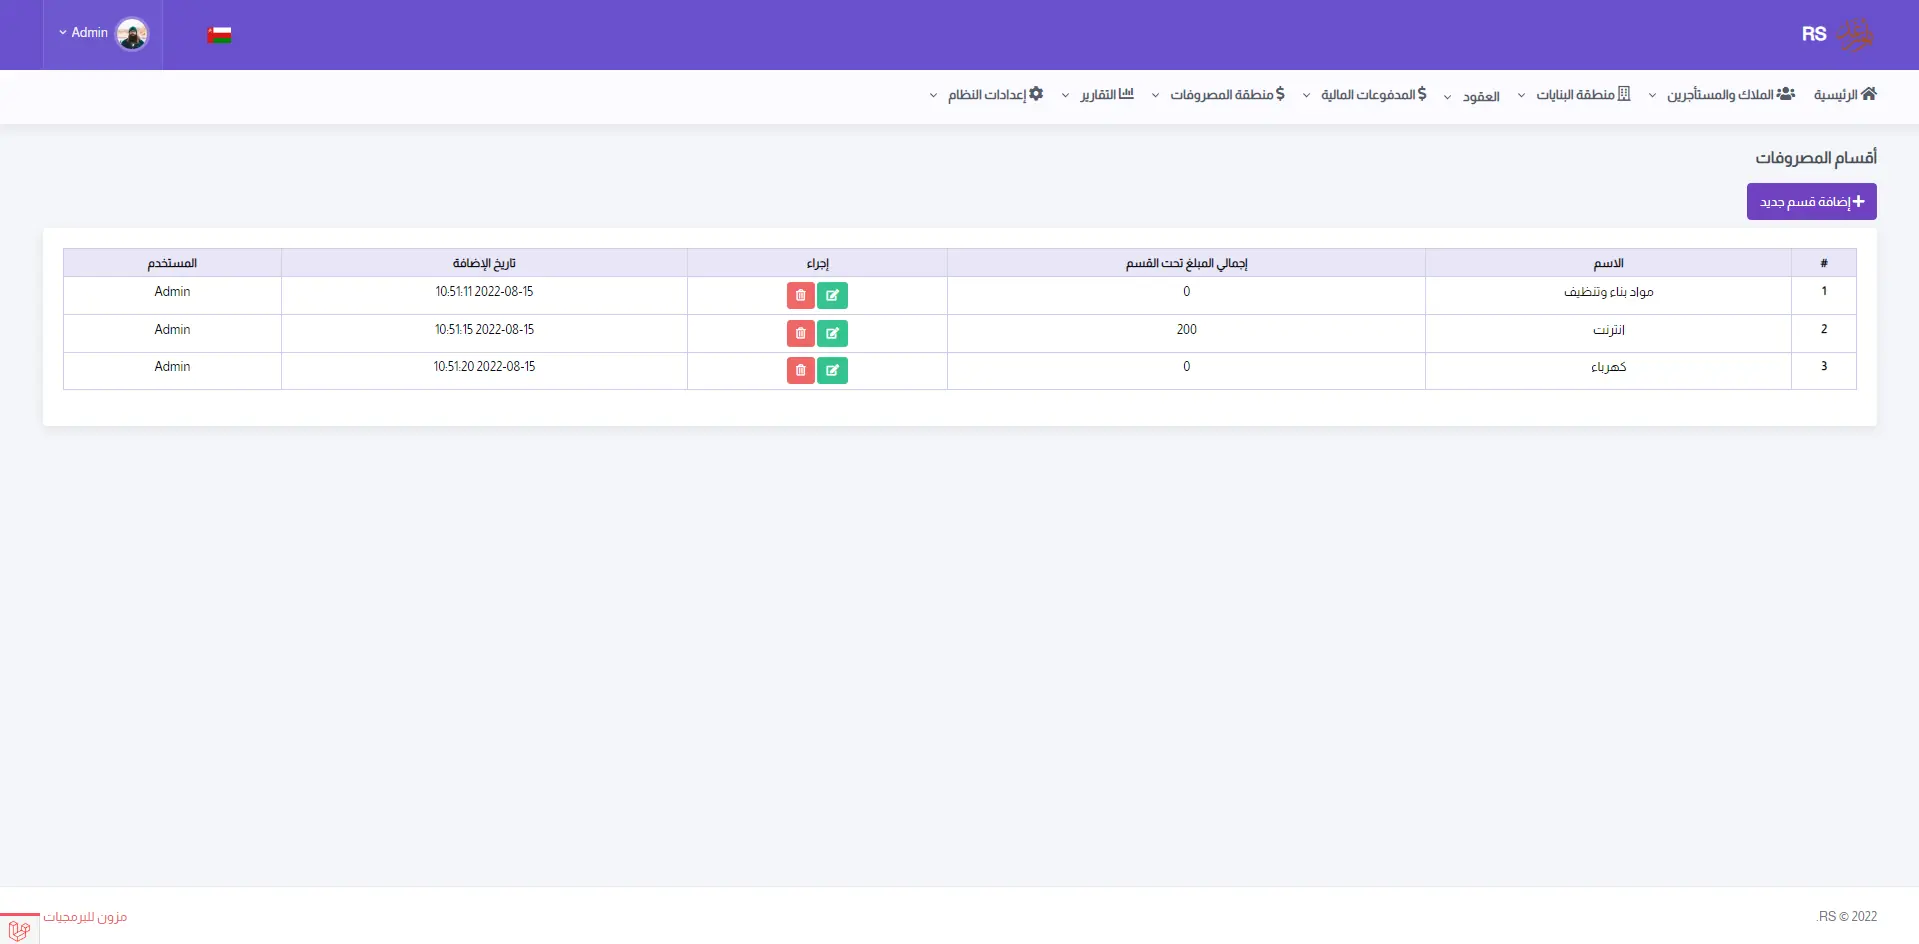 RS
Admin
الرئيسية
الملاك والمستأجرين
منطقة البنايات
العقود
المدفوعات المالية
منطقة المصروفات
التقارير
إعدادات النظام
أقسام المصروفات
إضافة قسم جديد
# الاسم إجمالي المبلغ تحت القسم إجراء تاريخ الإضافة المستخدم
1 مواد بناء وتنظيف 0 2022-08-15 10:51:11 Admin
2 انترنت 200 2022-08-15 10:51:15 Admin
3 كهرباء 0 2022-08-15 10:51:20 Admin
2022 © RS.
مزون للبرمجيات